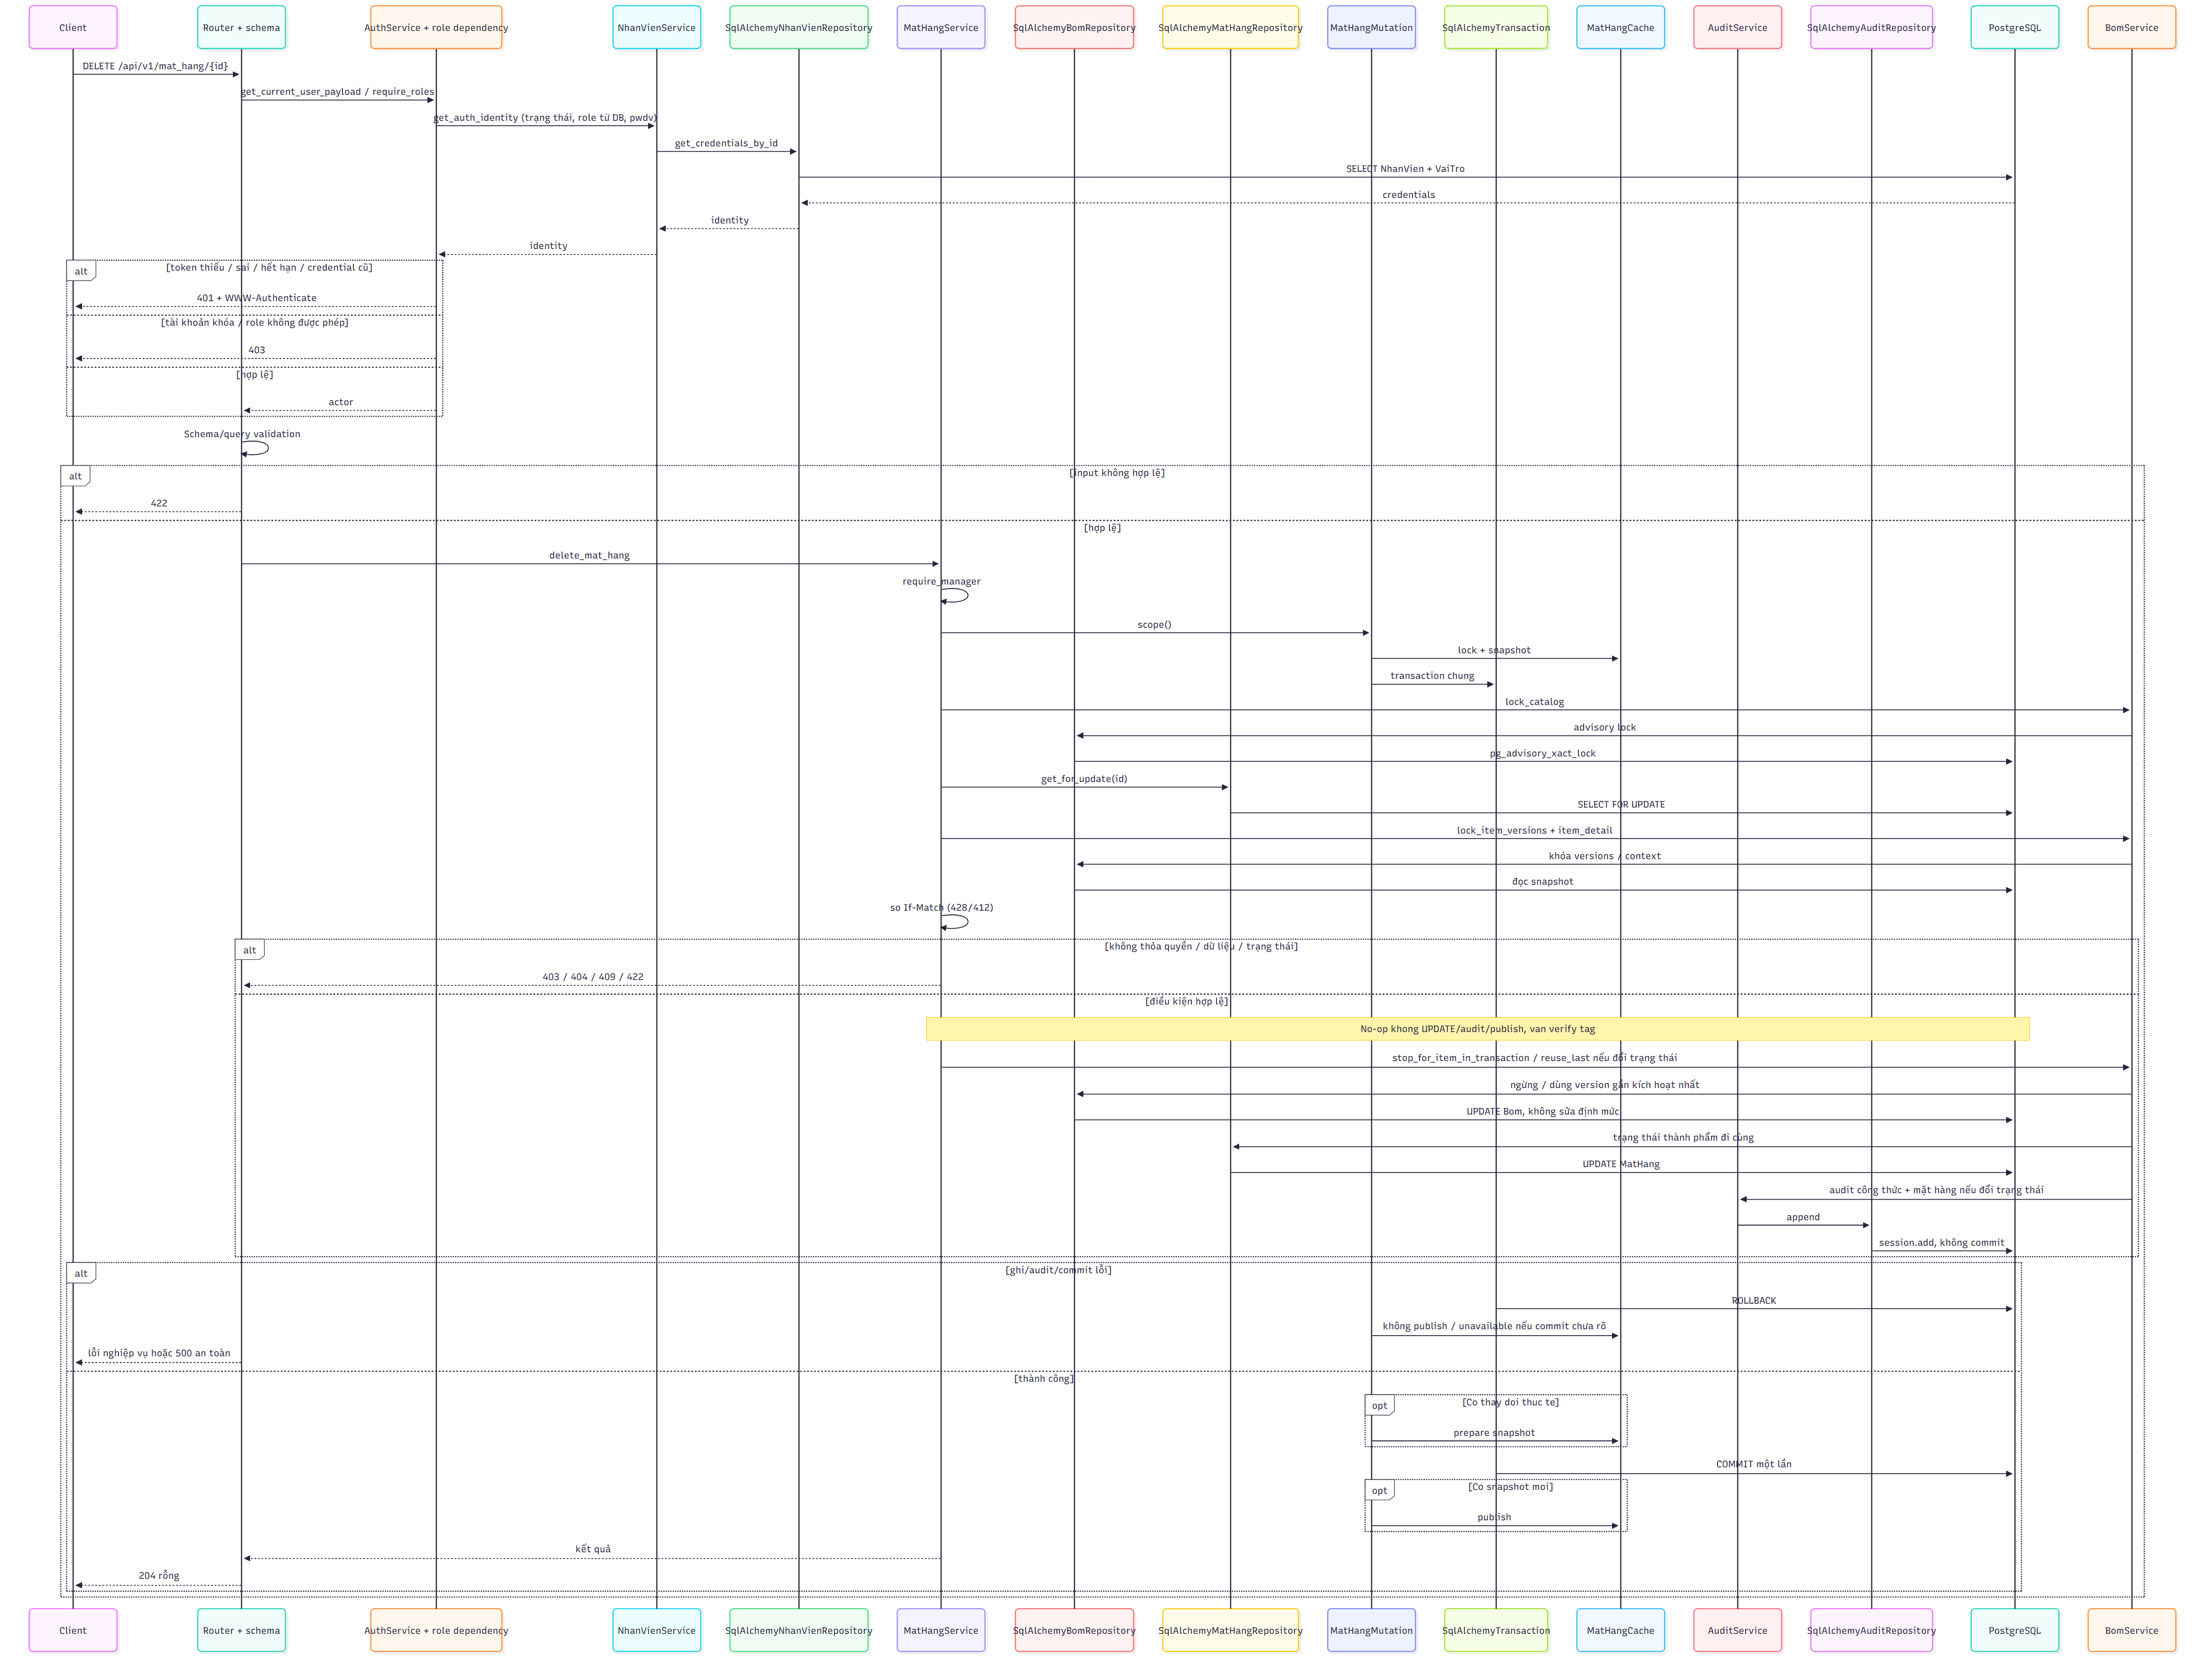 Client
Router + schema
AuthService + role dependency
NhanVienService
SqlAlchemyNhanVienRepository
MatHangService
SqlAlchemyBomRepository
SqlAlchemyMatHangRepository
MatHangMutation
SqlAlchemyTransaction
MatHangCache
AuditService
SqlAlchemyAuditRepository
PostgreSQL
BomService
DELETE /api/v1/mat_hang/{id}
get_current_user_payload / require_roles
get_auth_identity (trạng thái, role từ DB, pwdv)
get_credentials_by_id
SELECT NhanVien + VaiTro
credentials
identity
identity
alt
[token thiếu / sai / hết hạn / credential cũ]
401 + WWW-Authenticate
[tài khoản khóa / role không được phép]
403
[hợp lệ]
actor
Schema/query validation
alt
[input không hợp lệ]
422
[hợp lệ]
delete_mat_hang
require_manager
scope()
lock + snapshot
transaction chung
lock_catalog
advisory lock
pg_advisory_xact_lock
get_for_update(id)
SELECT FOR UPDATE
lock_item_versions + item_detail
khóa versions / context
đọc snapshot
so If-Match (428/412)
alt
[không thỏa quyền / dữ liệu / trạng thái]
403 / 404 / 409 / 422
[điều kiện hợp lệ]
No-op khong UPDATE/audit/publish, van verify tag
stop_for_item_in_transaction / reuse_last nếu đổi trạng thái
ngừng / dùng version gần kích hoạt nhất
UPDATE Bom, không sửa định mức
trạng thái thành phẩm đi cùng
UPDATE MatHang
audit công thức + mặt hàng nếu đổi trạng thái
append
session.add, không commit
alt
[ghi/audit/commit lỗi]
ROLLBACK
không publish / unavailable nếu commit chưa rõ
lỗi nghiệp vụ hoặc 500 an toàn
[thành công]
opt
[Co thay doi thuc te]
prepare snapshot
COMMIT một lần
opt
[Co snapshot moi]
publish
kết quả
204 rỗng
Client
Router + schema
AuthService + role dependency
NhanVienService
SqlAlchemyNhanVienRepository
MatHangService
SqlAlchemyBomRepository
SqlAlchemyMatHangRepository
MatHangMutation
SqlAlchemyTransaction
MatHangCache
AuditService
SqlAlchemyAuditRepository
PostgreSQL
BomService